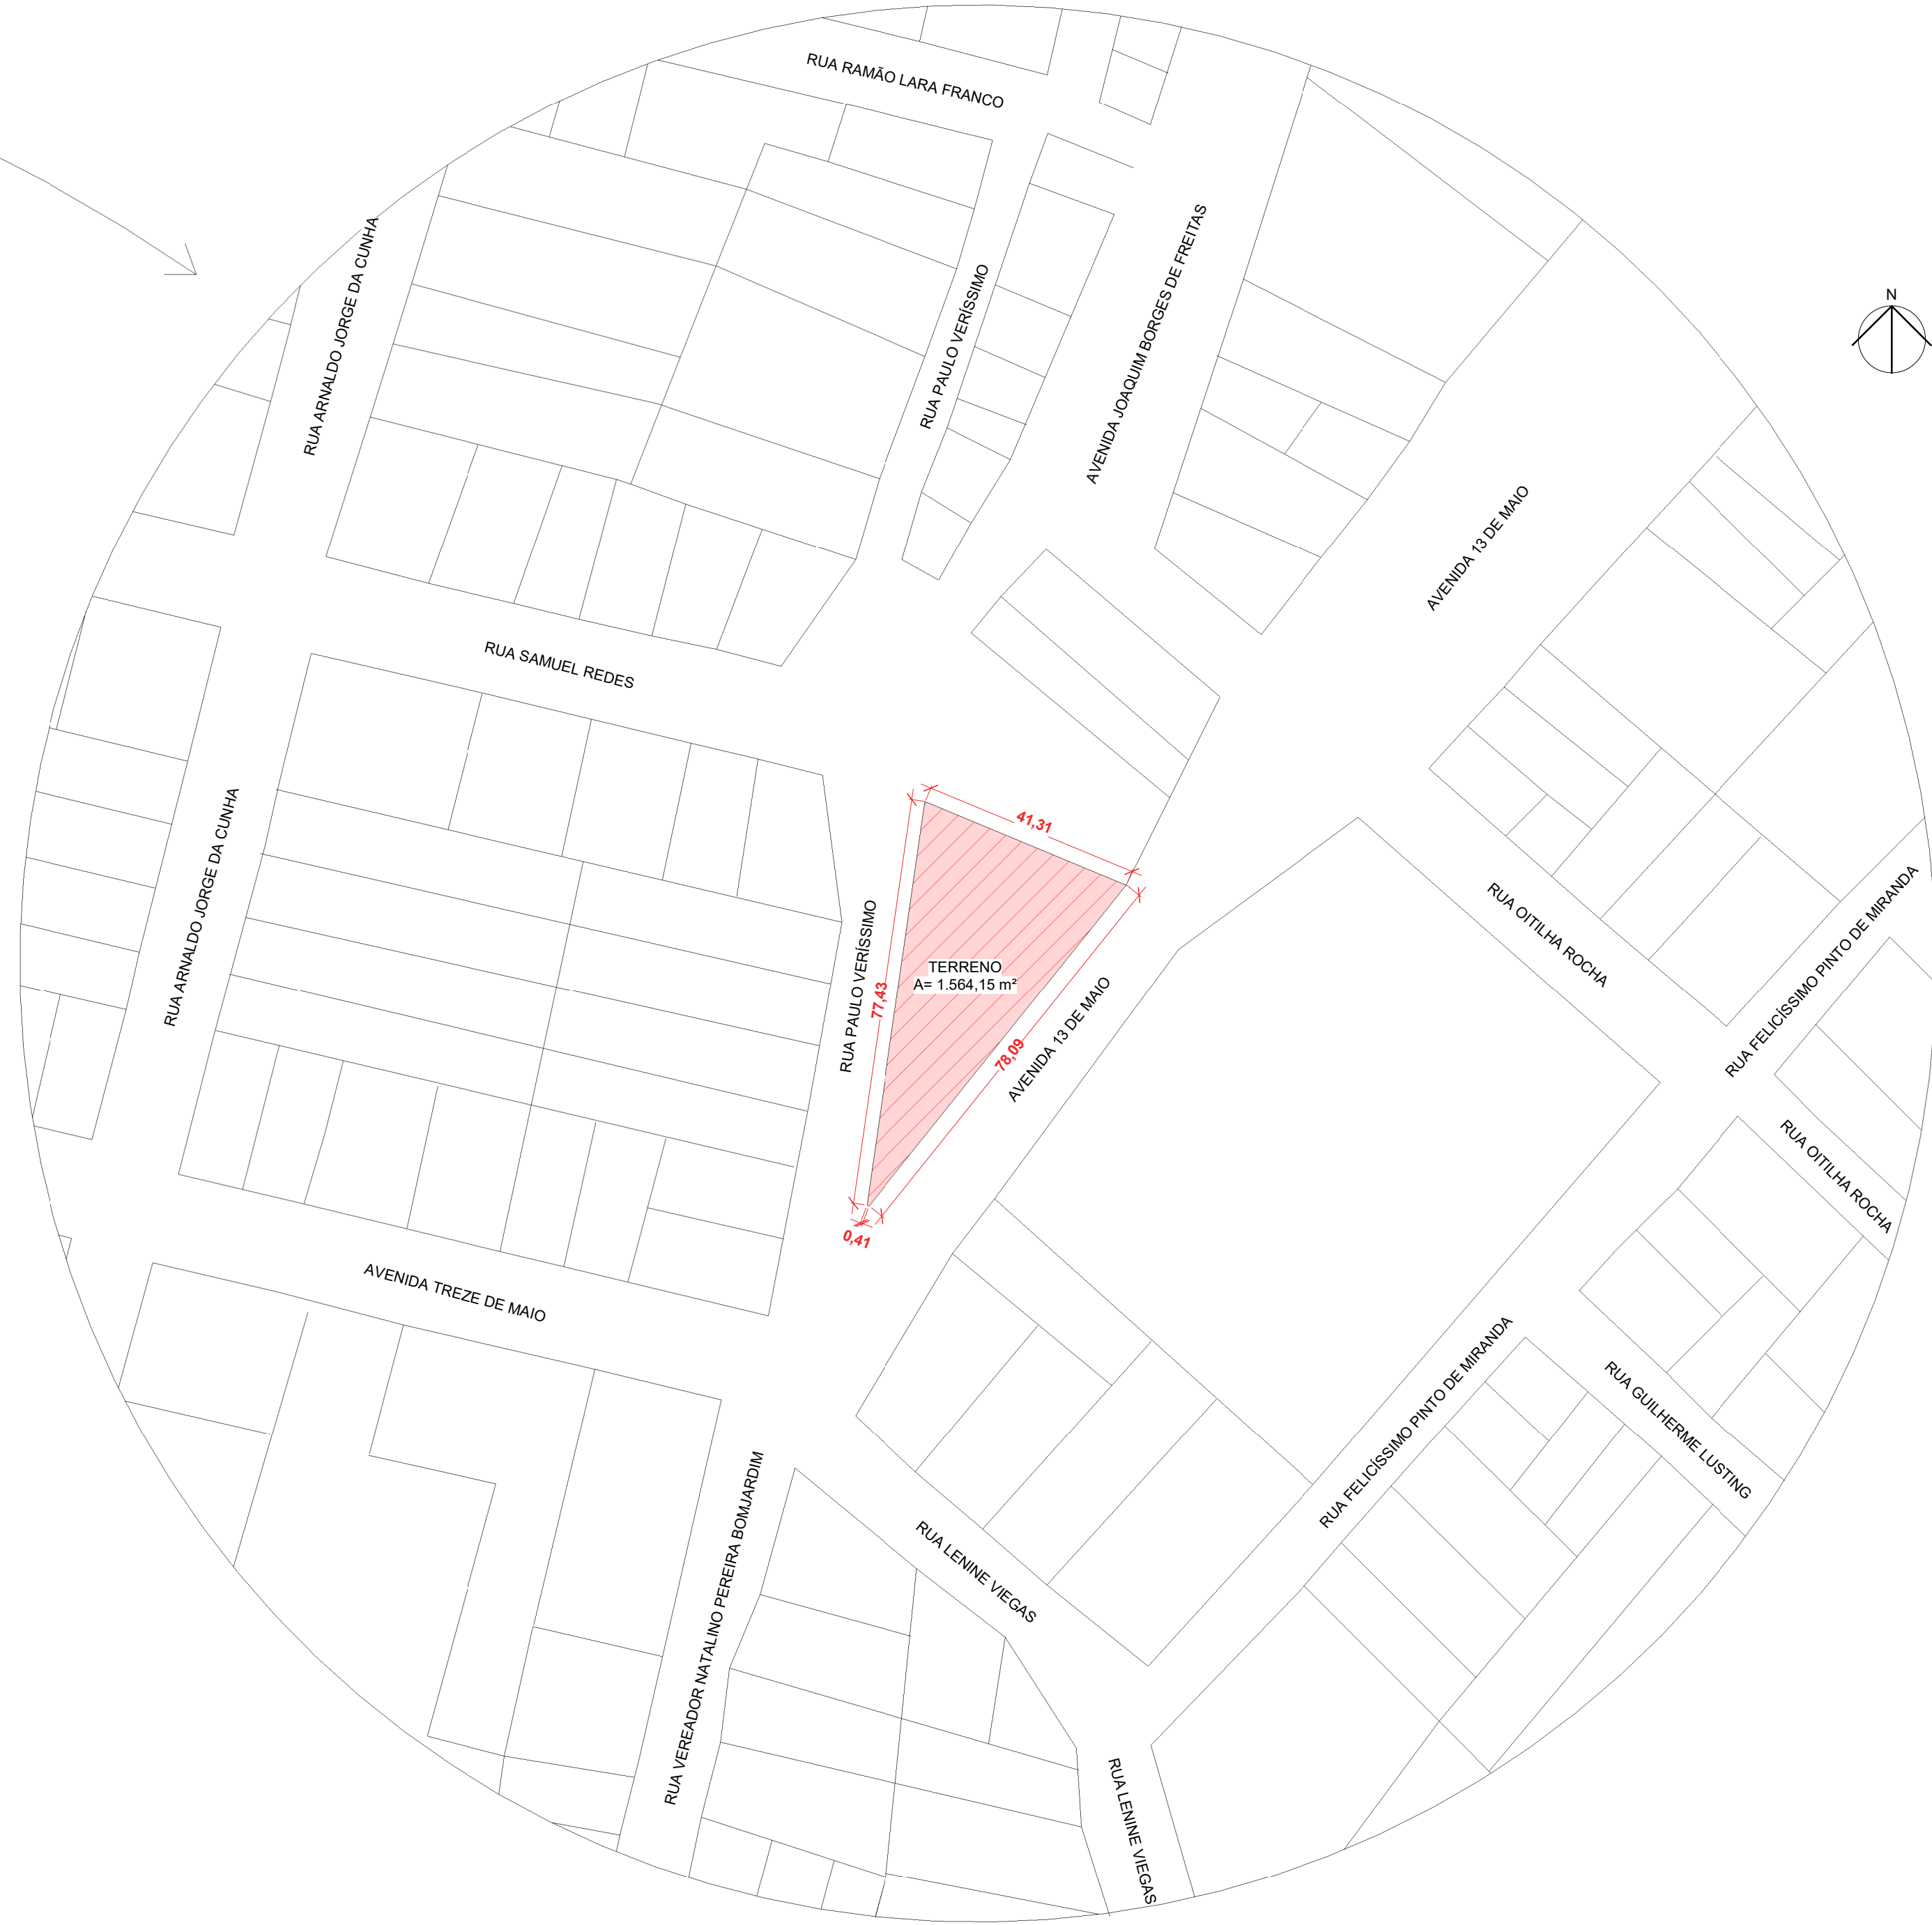 RUA RAMÃO LARA FRANCO
RUA ARNALDO JORGE DA CUNHA
RUA PAULO VERÍSSIMO
AVENIDA JOAQUIM BORGES DE FREITAS
N
AVENIDA 13 DE MAIO
RUA SAMUEL REDES
RUA ARNALDO JORGE DA CUNHA
41,31
RUA PAULO VERÍSSIMO
77,43
TERRENO
A= 1.564,15 m²
78,09
AVENIDA 13 DE MAIO
0,41
RUA OITILHA ROCHA
RUA FELICÍSSIMO PINTO DE MIRANDA
RUA OITILHA ROCHA
AVENIDA TREZE DE MAIO
RUA FELICÍSSIMO PINTO DE MIRANDA
RUA GUILHERME LUSTING
RUA VEREADOR NATALINO PEREIRA BOMJARDIM
RUA LENINE VIEGAS
RUA LENINE VIEGAS